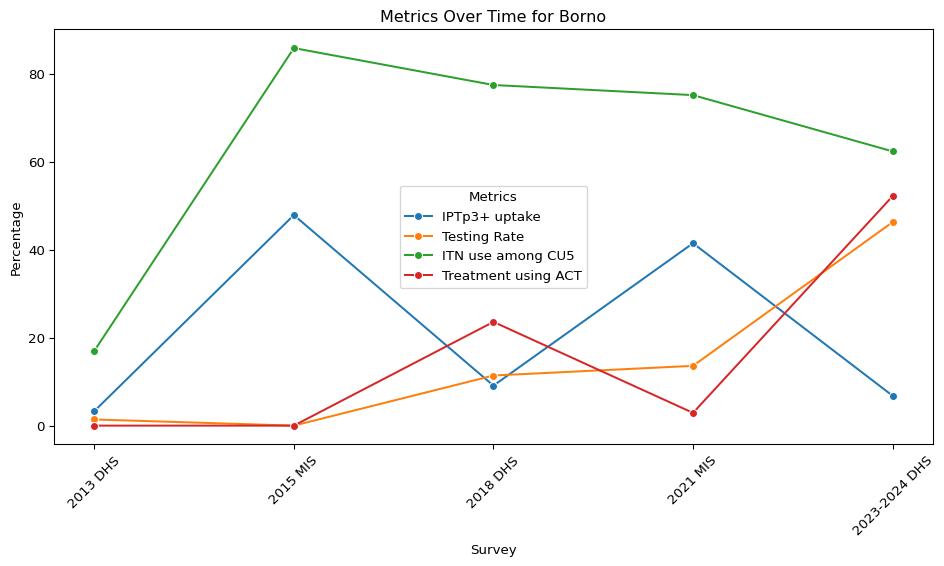 Metrics Over Time for Borno
Percentage
80
60
40
20
0
Metrics
IPTp3+ uptake
Testing Rate
ITN use among CU5
Treatment using ACT
2013 DHS
2015 MIS
2018 DHS
2021 MIS
2023-2024 DHS
Survey